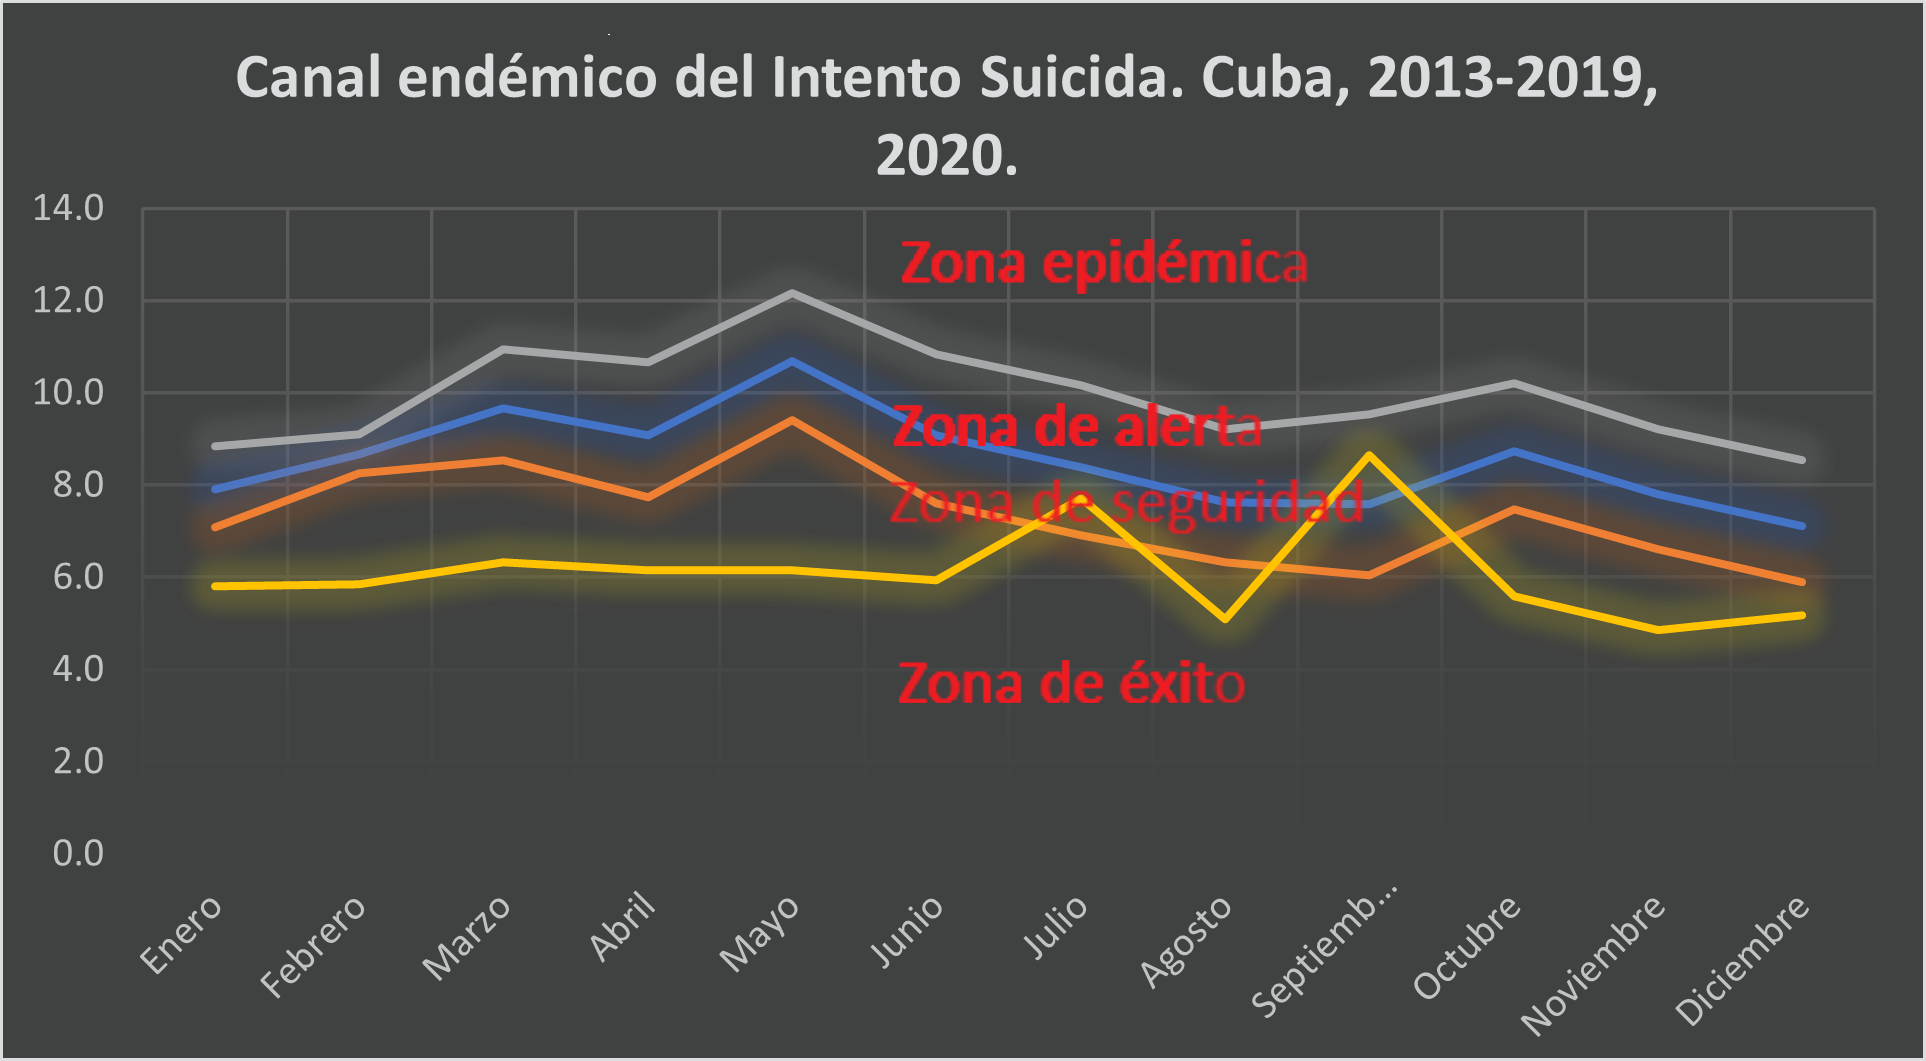 Canal endémico del Intento Suicida. Cuba, 2013-2019,
2020.
14.0
12.0
10.0
8.0
6.0
4.0
2.0
0.0
Zona epidémica
Zona de alerta
Zona de seguridad
Zona de éxito
Enero
Febrero
Marzo
Abril
Mayo
Junio
Julio
Agosto
Septiemb...
Octubre
Noviembre
Diciembre